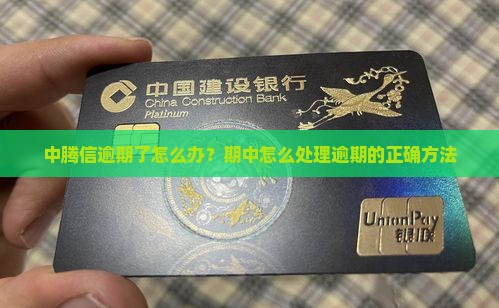 中国建设银行
China Construction Bank
Platinum
中腾信逾期了怎么办？期中怎么处理逾期的正确方法
UnionPay
银联